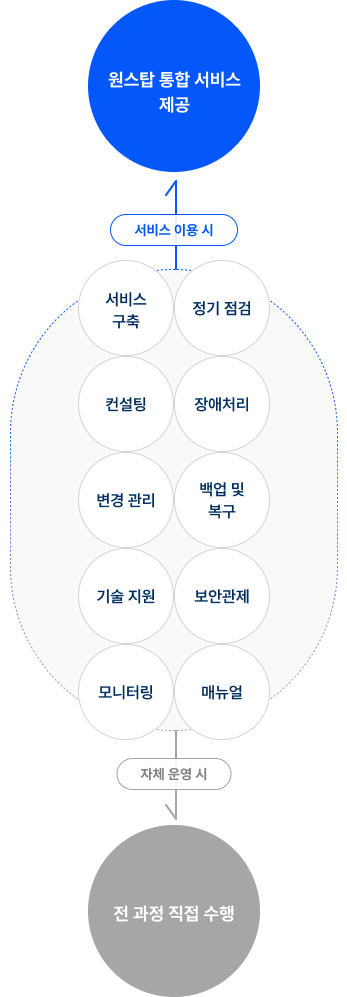 원스탑 통합 서비스
제공
서비스 이용 시
서비스
구축
정기 점검
컨설팅
장애처리
변경 관리
백업 및
복구
기술 지원
보안관제
모니터링
매뉴얼
자체 운영 시
전 과정 직접 수행